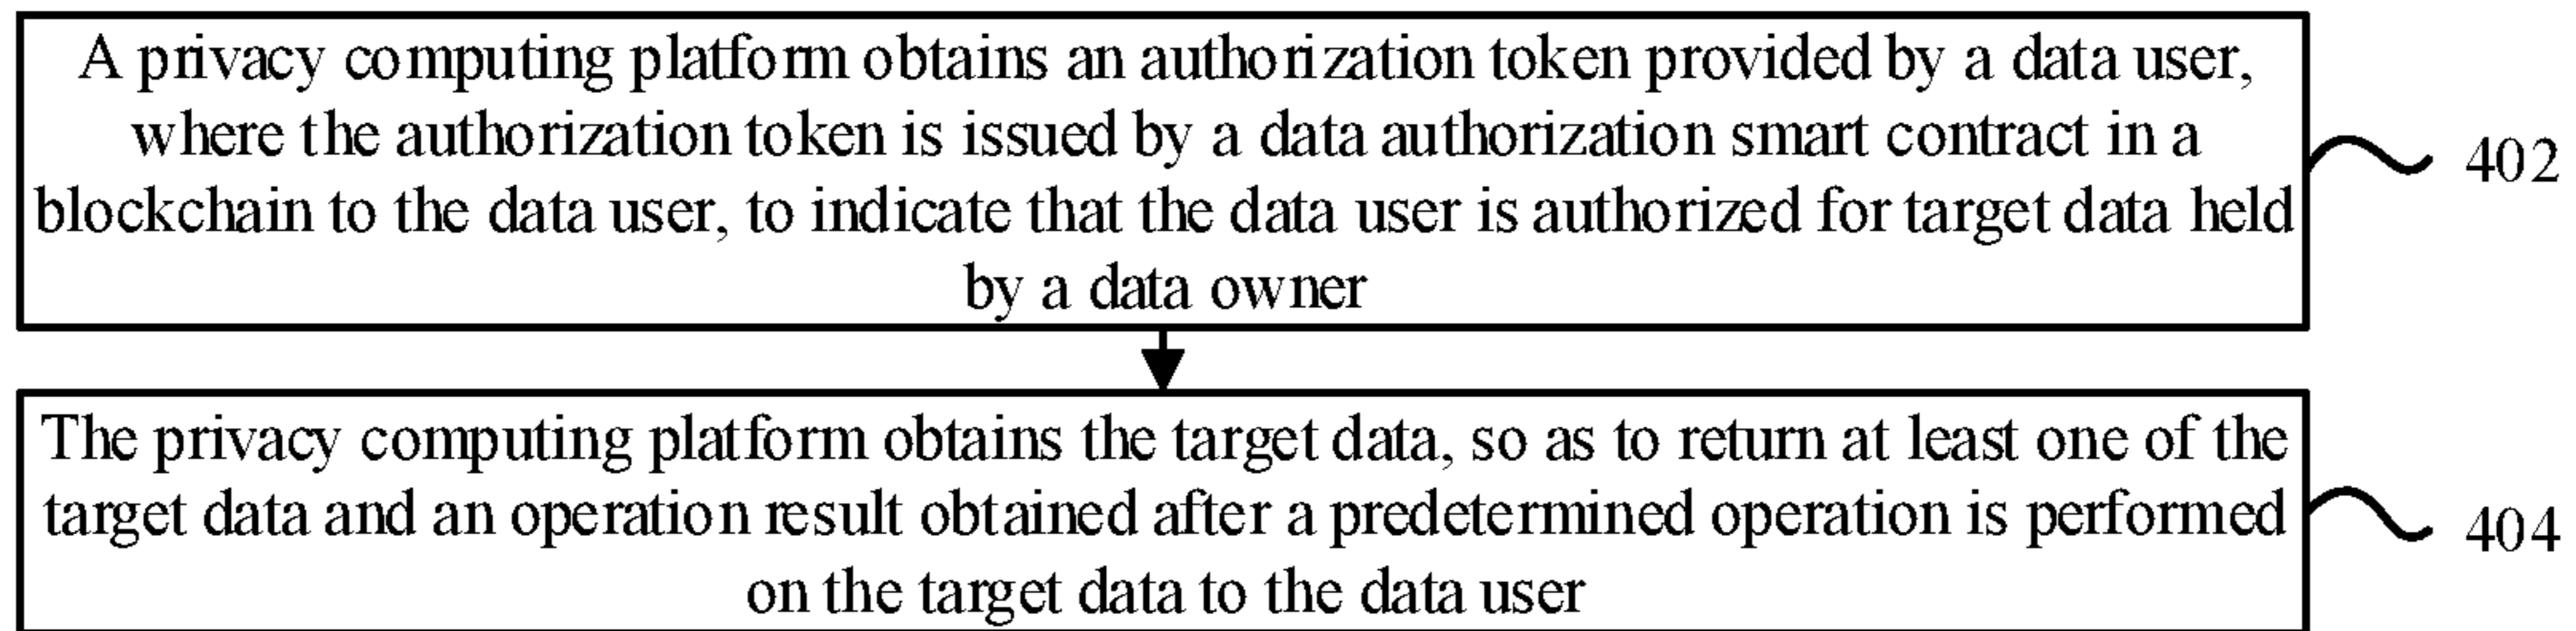 A privacy computing platform obtains an authorization token provided by a data user,
where the authorization token is issued by a data authorization smart contract in a
blockchain to the data user, to indicate that the data user is authorized for target data held
by a data owner
402
The privacy computing platform obtains the target data, so as to return at least one of the
target data and an operation result obtained after a predetermined operation is performed
on the target data to the data user
404